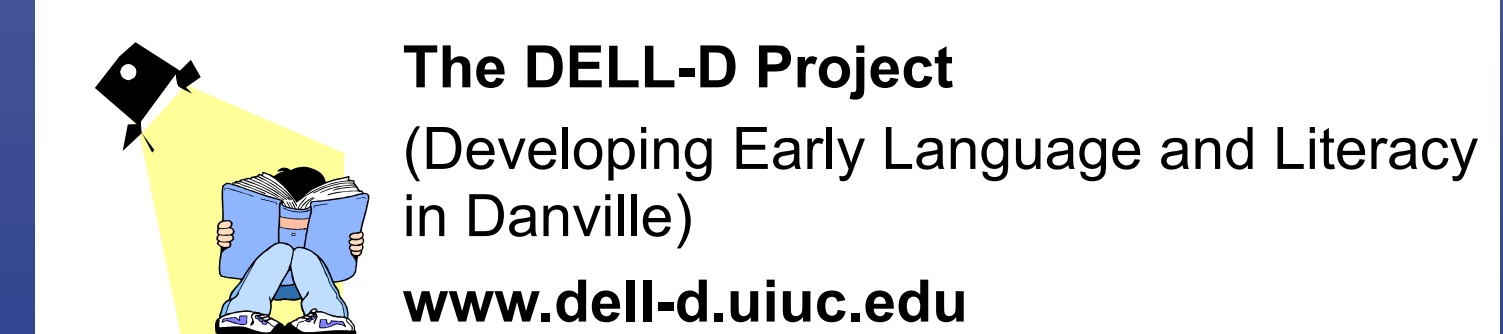 The DELL-D Project
(Developing Early Language and Literacy
in Danville)
www.dell-d.uiuc.edu